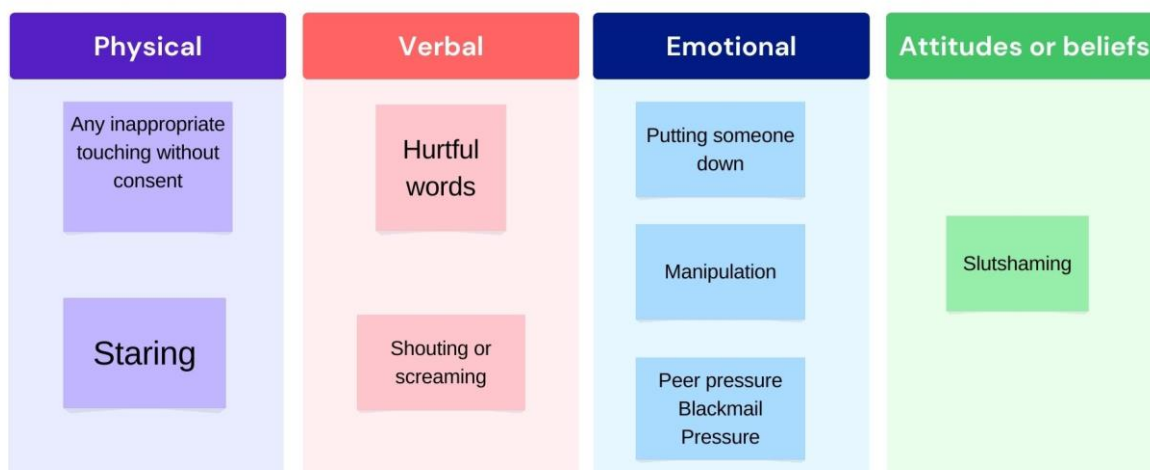 Physical
Any inappropriate
touching without
consent
Staring
Verbal
Hurtful
words
Shouting or
screaming
Emotional
Putting someone
down
Manipulation
Peer pressure
Blackmail
Pressure
Attitudes or beliefs
Slutshaming